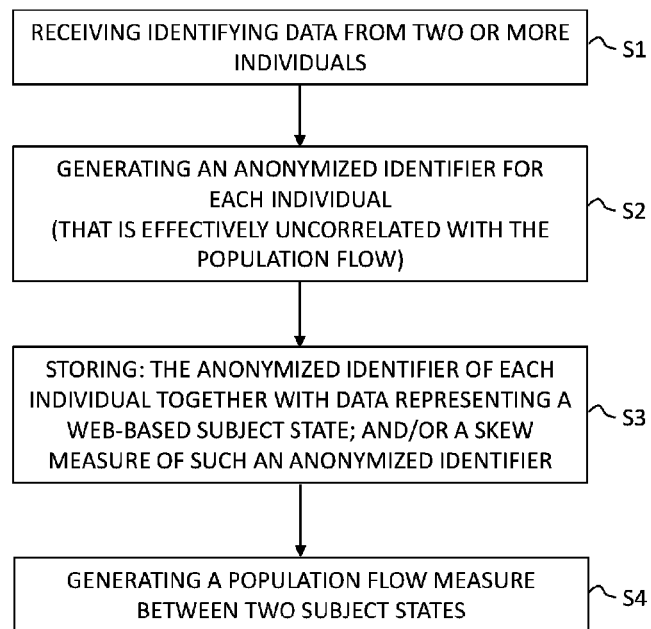 RECEIVING IDENTIFYING DATA FROM TWO OR MORE
INDIVIDUALS
S1
GENERATING AN ANONYMIZED IDENTIFIER FOR
EACH INDIVIDUAL
(THAT IS EFFECTIVELY UNCORRELATED WITH THE
POPULATION FLOW)
S2
STORING: THE ANONYMIZED IDENTIFIER OF EACH
INDIVIDUAL TOGETHER WITH DATA REPRESENTING A
WEB-BASED SUBJECT STATE; AND/OR A SKEW
MEASURE OF SUCH AN ANONYMIZED IDENTIFIER
S3
GENERATING A POPULATION FLOW MEASURE
BETWEEN TWO SUBJECT STATES
S4